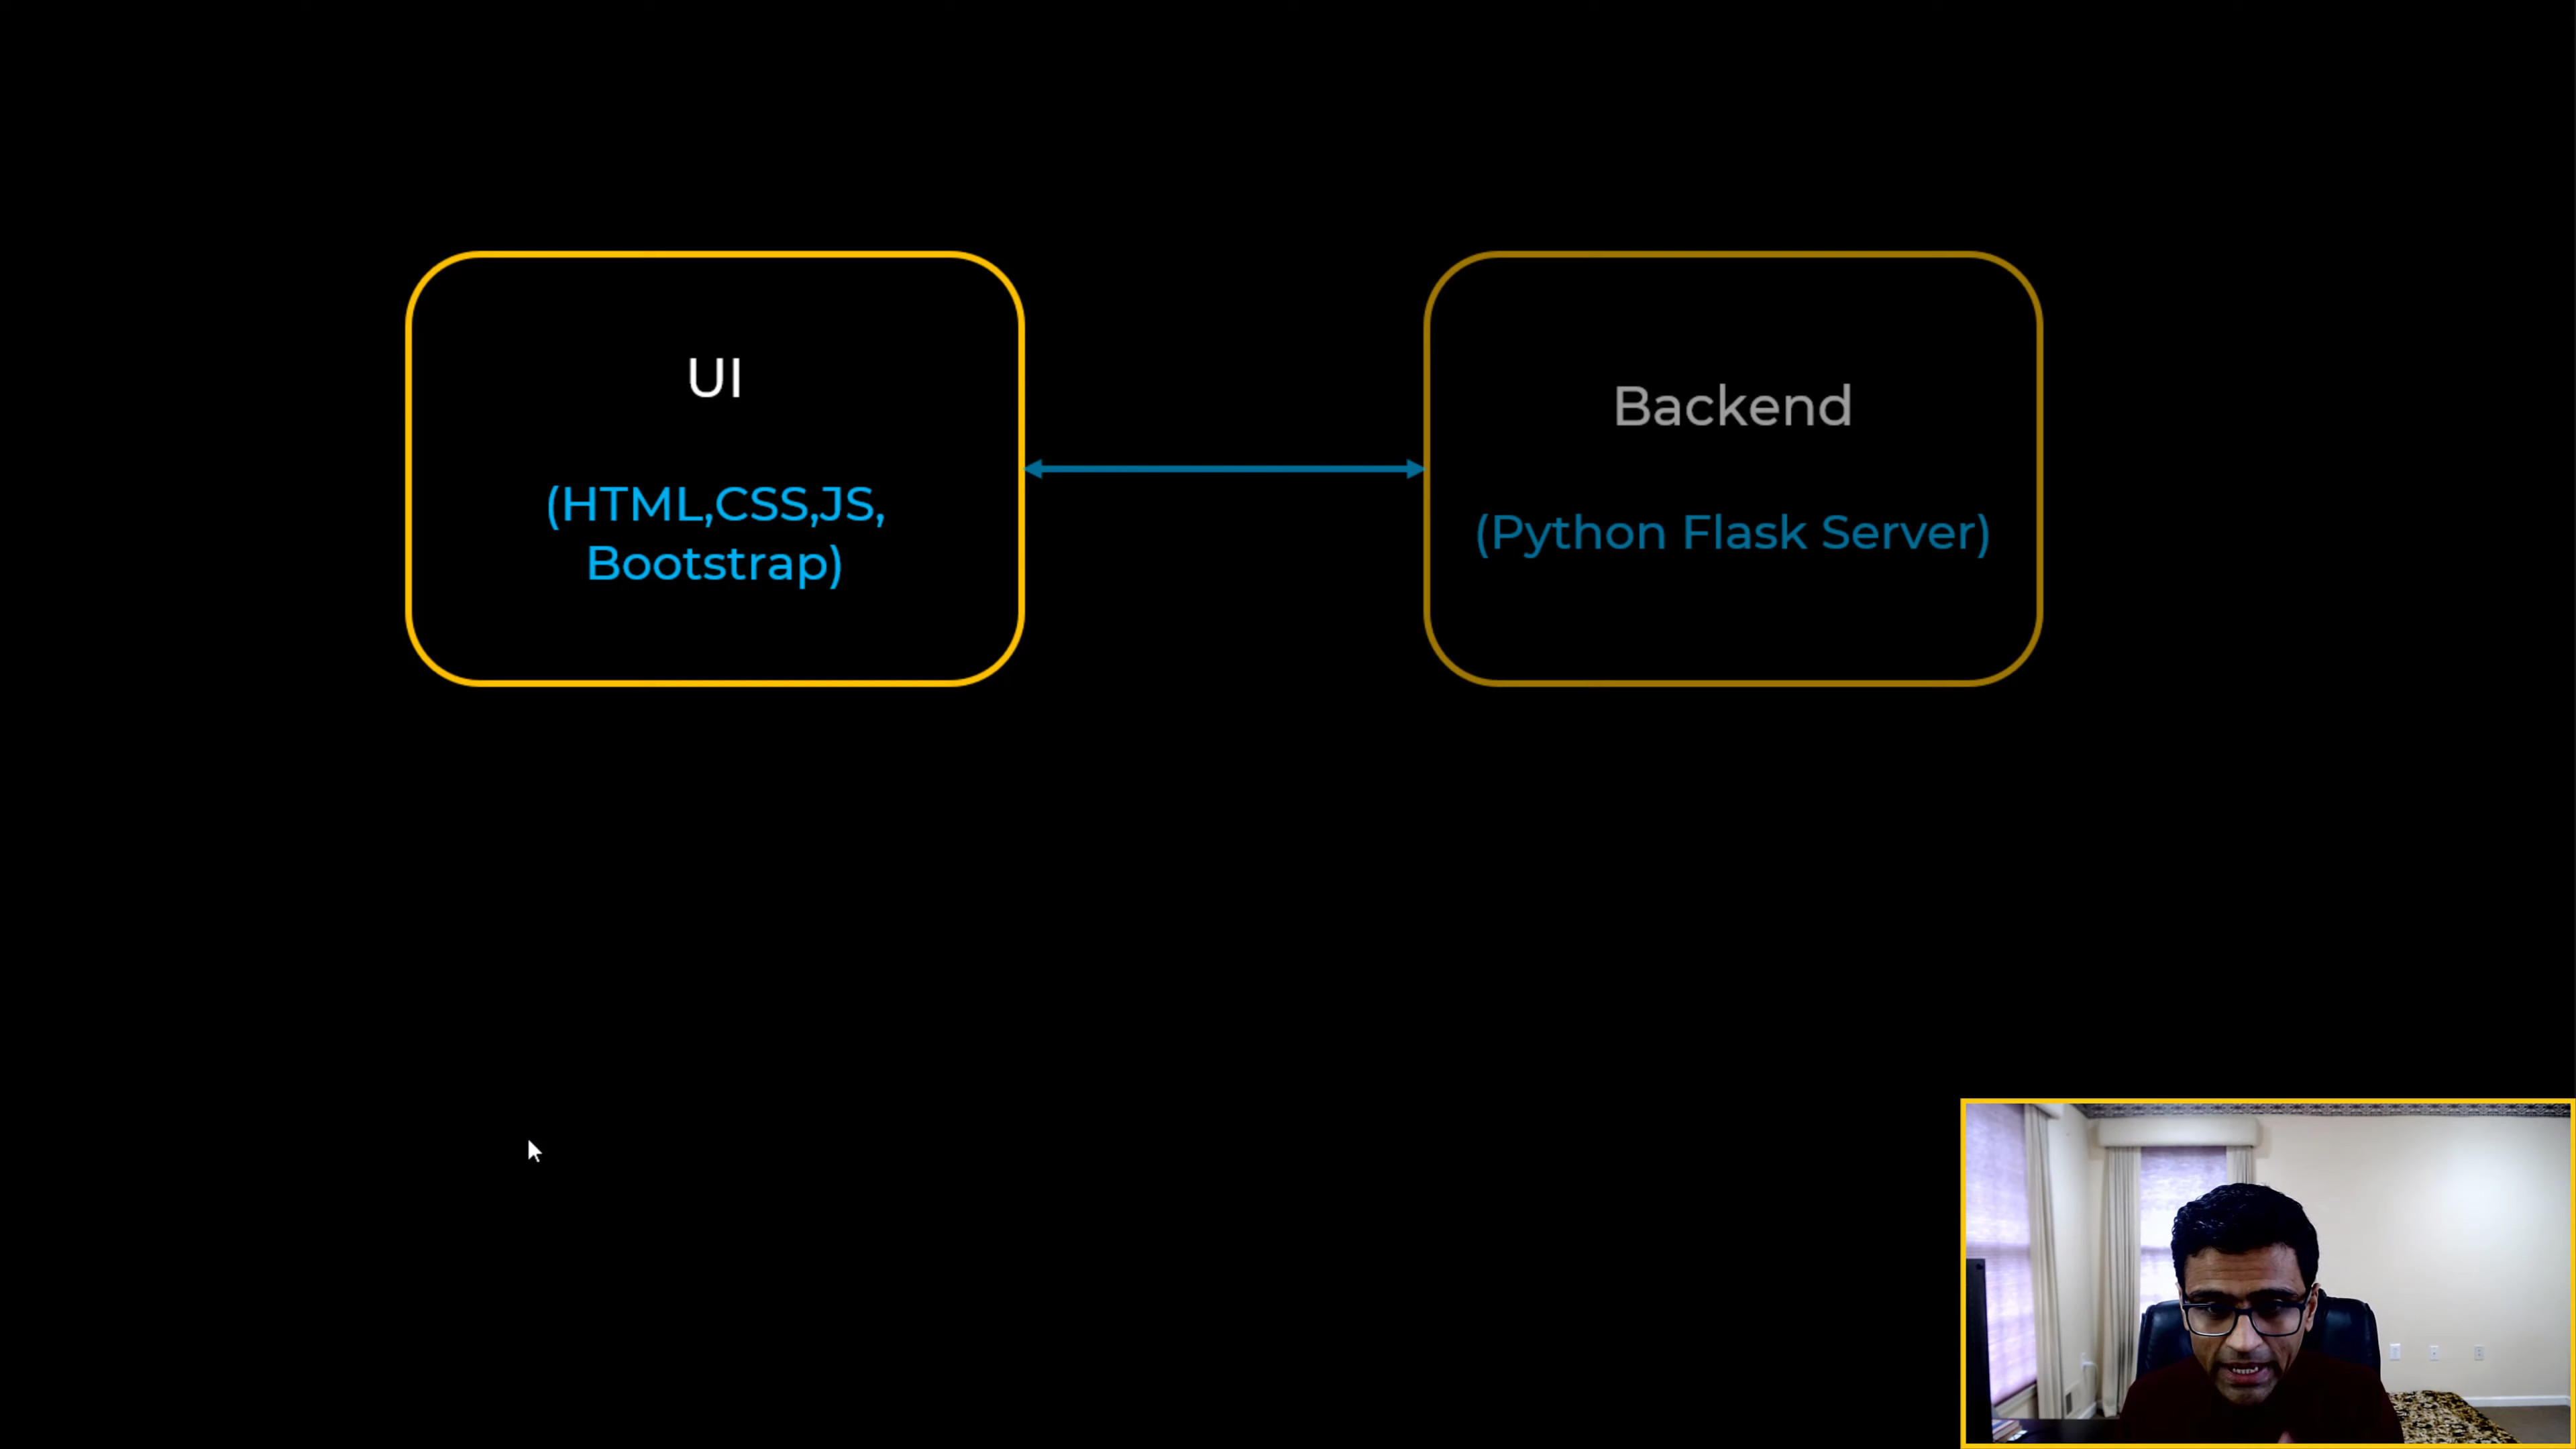 UI
(HTML,CSS,JS,
Bootstrap)
Backend
(Python Flask Server)